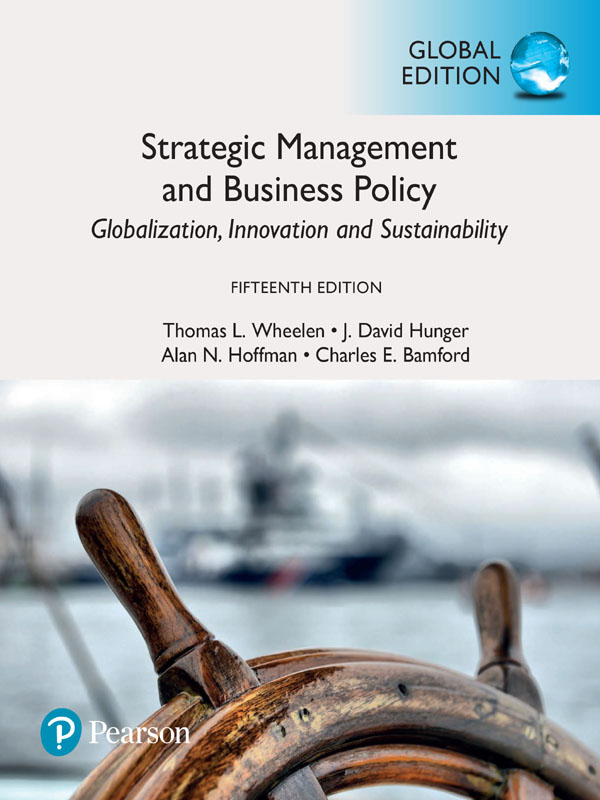 GLOBAL
EDITION
Strategic Management
and Business Policy
Globalization, Innovation and Sustainability
FIFTEENTH EDITION
Thomas L. Wheelen • J. David Hunger
Alan N. Hoffman • Charles E. Bamford
P Pearson